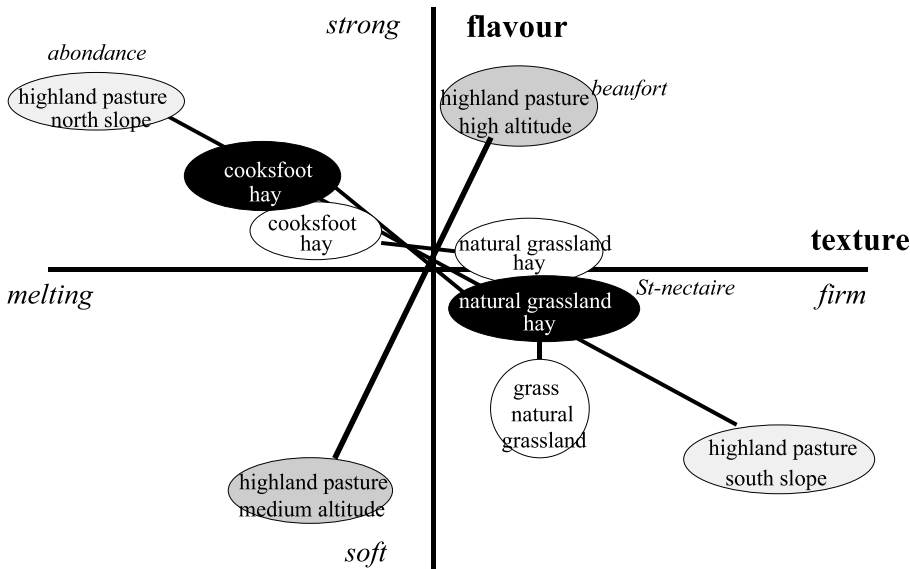 strong
flavour
abondance
highland pasture
north slope
highland pasture
high altitude
beaufort
cooksfoot
hay
cooksfoot
hay
natural grassland
hay
texture
melting
firm
natural grassland
hay
St-nectaire
grass
natural
grassland
highland pasture
south slope
highland pasture
medium altitude
soft